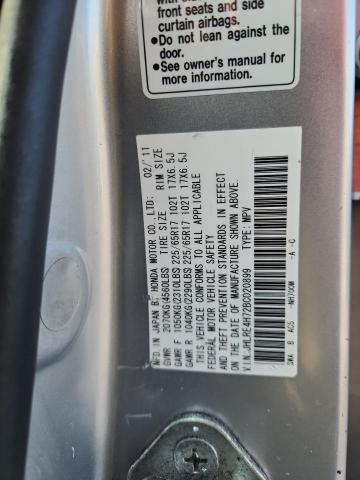 front seats and side
curtain airbags.
•Do not lean against the
door.
•See owner's manual for
more information.
MFD. IN JAPAN BY HONDA MOTOR CO., LTD. 02/'11
GVWR 2070KG(4560LBS) TIRE SIZE RIM SIZE
GAWR F 1050KG(2310LBS) 225/65R17 102T 17X6.5J
GAWR R 1040KG(2290LBS) 225/65R17 102T 17X6.5J
THIS VEHICLE CONFORMS TO ALL APPLICABLE
FEDERAL MOTOR VEHICLE SAFETY
AND THEFT PREVENTION STANDARDS IN EFFECT
ON THE DATE OF MANUFACTURE SHOWN ABOVE.
V.I.N.:JHLRE4H72BC020899 TYPE: MPV
SWA B AC5 -A -C